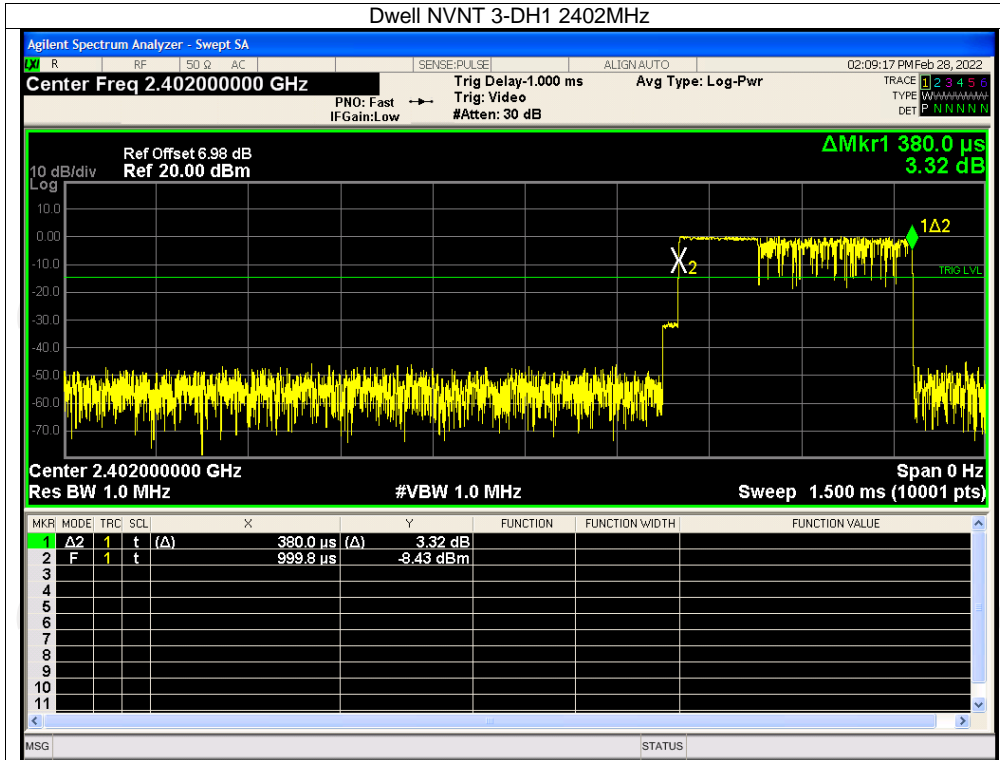 Dwell NVNT 3-DH1 2402MHz
Agilent Spectrum Analyzer - Swept SA
LXI R RF 50 Ω AC SENSE:PULSE ALIGNAUTO 02:09:17 PM Feb 28, 2022
Center Freq 2.402000000 GHz Trig Delay-1.000 ms Avg Type: Log-Pwr TRACE 1 2 3 4 5 6
PNO: Fast Trig: Video TYPE WWWWWW
IFGain:Low #Atten: 30 dB DET P N N N N N
ΔMkr1 380.0 µs
3.32 dB
Ref Offset 6.98 dB
10 dB/div Ref 20.00 dBm
Log
10.0
0.00
-10.0
-20.0
-30.0
-40.0
-50.0
-60.0
-70.0
1Δ2
X2
TRIG LVL
Center 2.402000000 GHz Span 0 Hz
Res BW 1.0 MHz #VBW 1.0 MHz Sweep 1.500 ms (10001 pts)
MKR MODE TRC SCL X Y FUNCTION FUNCTION WIDTH FUNCTION VALUE
1 Δ2 1 t (Δ) 380.0 µs (Δ) 3.32 dB
2 F 1 t 999.8 µs -8.43 dBm
3
4
5
6
7
8
9
10
11
MSG STATUS